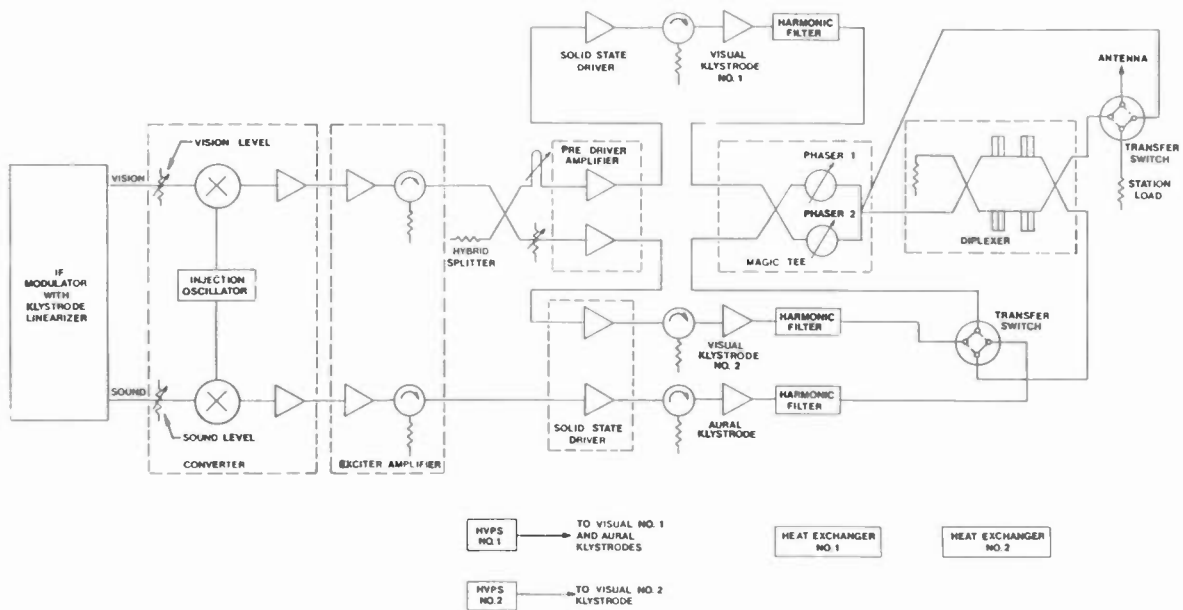 SOLID STATE
DRIVER
VISUAL
KLYSTRODE
NO. 1
HARMONIC
FILTER
ANTENNA
TRANSFER
SWITCH
STATION
LOAD
VISION LEVEL
VISION
PRE DRIVER
AMPLIFIER
PHASER 1
PHASER 2
MAGIC TEE
DIPLEXER
HYBRID
SPLITTER
IF
MODULATOR
WITH
KLYSTRODE
LINEARIZER
INJECTION
OSCILLATOR
SOUND
SOUND LEVEL
CONVERTER
EXCITER AMPLIFIER
VISUAL
KLYSTRODE
NO. 2
HARMONIC
FILTER
TRANSFER
SWITCH
SOLID STATE
DRIVER
AURAL
KLYSTRODE
HARMONIC
FILTER
HVPS
NO.1
TO VISUAL NO. 1
AND AURAL
KLYSTRODES
HEAT EXCHANGER
NO. 1
HEAT EXCHANGER
NO. 2
HVPS
NO.2
TO VISUAL NO. 2
KLYSTRODE